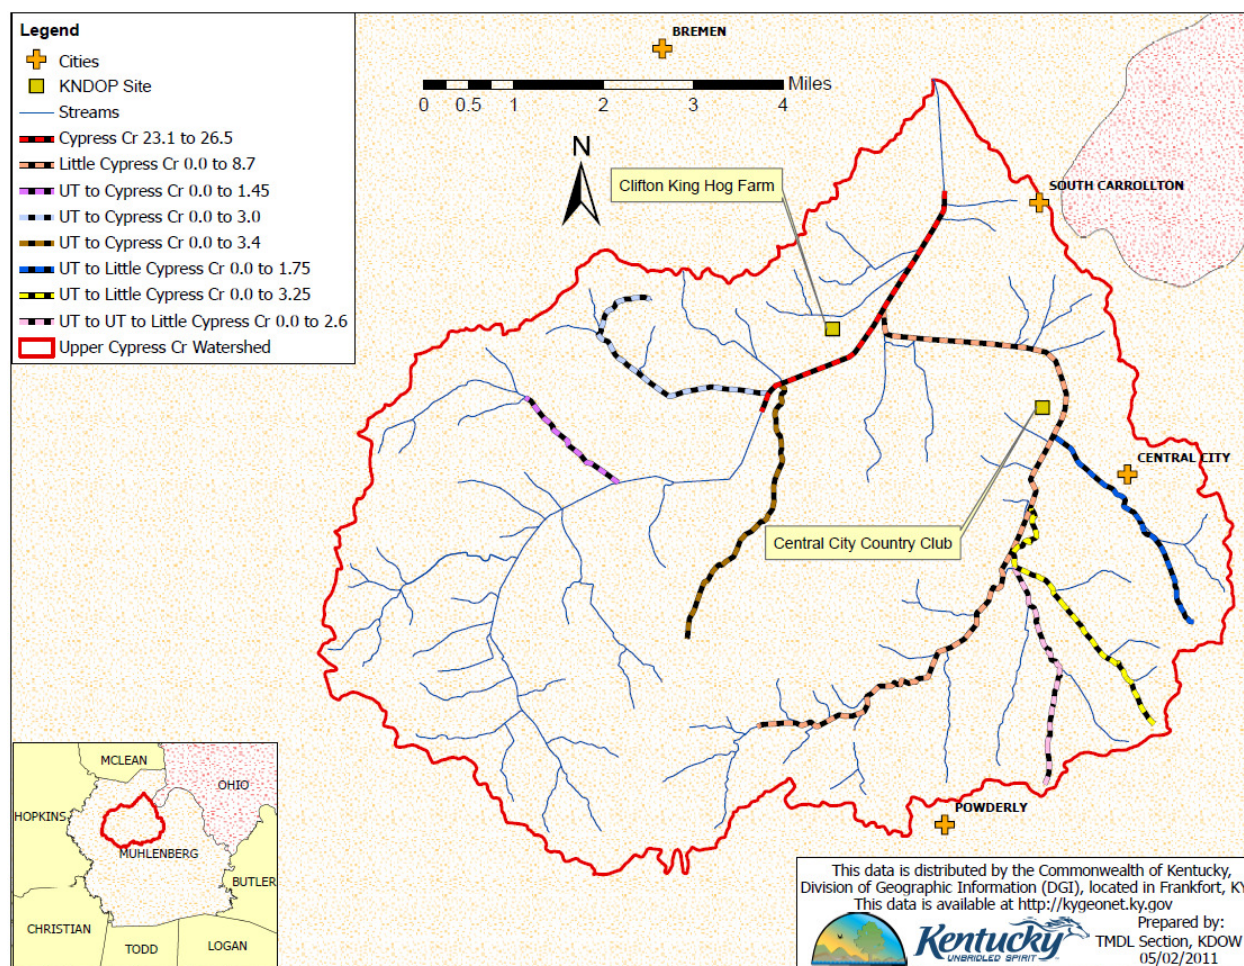 Legend
Cities
KNDOP Site
Streams
Cypress Cr 23.1 to 26.5
Little Cypress Cr 0.0 to 8.7
UT to Cypress Cr 0.0 to 1.45
UT to Cypress Cr 0.0 to 3.0
UT to Cypress Cr 0.0 to 3.4
UT to Little Cypress Cr 0.0 to 1.75
UT to Little Cypress Cr 0.0 to 3.25
UT to UT to Little Cypress Cr 0.0 to 2.6
Upper Cypress Cr Watershed
BREMEN
Miles
0 0.5 1 2 3 4
N
Clifton King Hog Farm
SOUTH CARROLLTON
CENTRAL CITY
Central City Country Club
POWDERLY
MCLEAN
OHIO
HOPKINS
MUHLENBERG
BUTLER
CHRISTIAN
TODD
LOGAN
This data is distributed by the Commonwealth of Kentucky,
Division of Geographic Information (DGI), located in Frankfort, KY
This data is available at http://kygeonet.ky.gov
Kentucky
UNBRIDLED SPIRIT
Prepared by:
TMDL Section, KDOW
05/02/2011